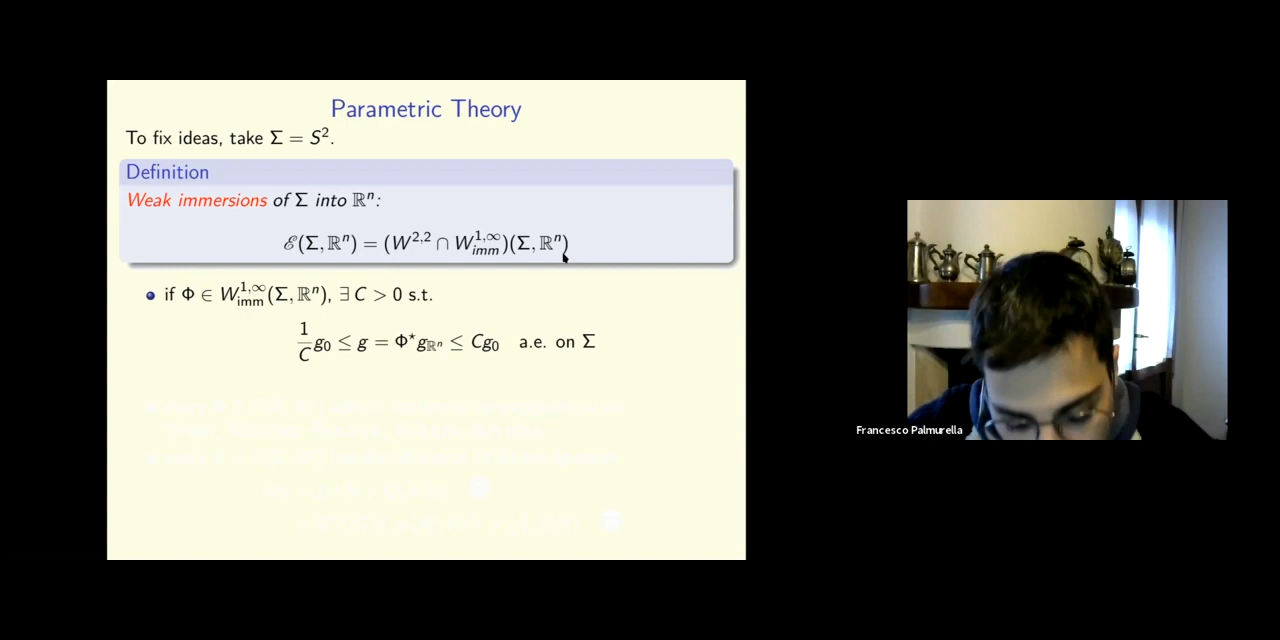 Parametric Theory
To fix ideas, take Σ = S².
Definition
Weak immersions of Σ into ℝⁿ:
ℰ(Σ, ℝⁿ) = (W^{2,2} ∩ W^{1,∞}_{imm})(Σ, ℝⁿ)
if Φ ∈ W^{1,∞}_{imm}(Σ, ℝⁿ), ∃ C > 0 s.t.
1/C g₀ ≤ g = Φ*g_{ℝⁿ} ≤ Cg₀ a.e. on Σ
Francesco Palmurella